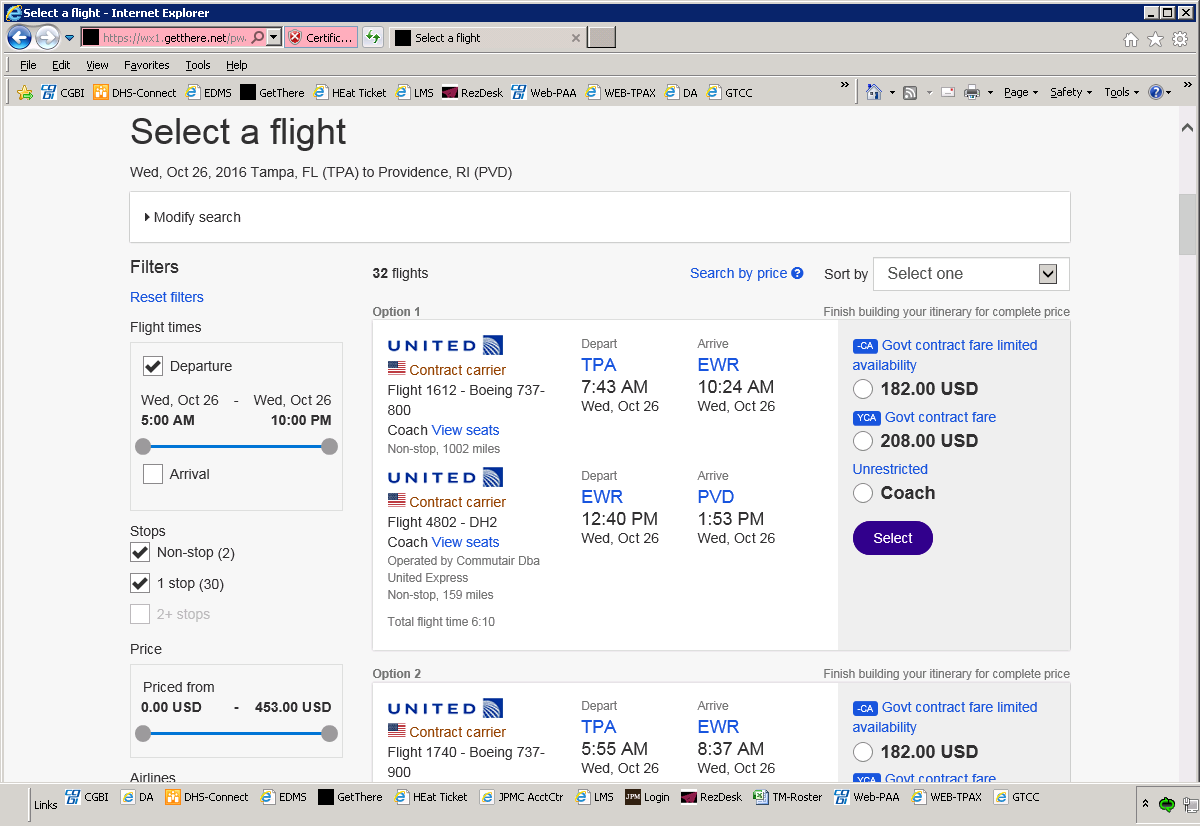 Select a flight - Internet Explorer
https://wx1.getthere.net/pw
Certific...
Select a flight
File Edit View Favorites Tools Help
CGBI DHS-Connect EDMS GetThere HEat Ticket LMS RezDesk Web-PAA WEB-TPAX DA GTCC
Page Safety Tools
Select a flight
Wed, Oct 26, 2016 Tampa, FL (TPA) to Providence, RI (PVD)
Modify search
Filters
Reset filters
Flight times
Departure
Wed, Oct 26 - Wed, Oct 26
5:00 AM 10:00 PM
Arrival
Stops
Non-stop (2)
1 stop (30)
2+ stops
Price
Priced from
0.00 USD - 453.00 USD
Airlines
32 flights
Search by price ?
Sort by
Select one
Option 1
Finish building your itinerary for complete price
UNITED
Contract carrier
Flight 1612 - Boeing 737-
800
Coach View seats
Non-stop, 1002 miles
Depart
TPA
7:43 AM
Wed, Oct 26
Arrive
EWR
10:24 AM
Wed, Oct 26
UNITED
Contract carrier
Flight 4802 - DH2
Coach View seats
Operated by Commutair Dba
United Express
Non-stop, 159 miles
Total flight time 6:10
Depart
EWR
12:40 PM
Wed, Oct 26
Arrive
PVD
1:53 PM
Wed, Oct 26
-CA Govt contract fare limited
availability
182.00 USD
YCA Govt contract fare
208.00 USD
Unrestricted
Coach
Select
Option 2
Finish building your itinerary for complete price
UNITED
Contract carrier
Flight 1740 - Boeing 737-
900
Depart
TPA
5:55 AM
Wed, Oct 26
Arrive
EWR
8:37 AM
Wed, Oct 26
-CA Govt contract fare limited
availability
182.00 USD
YCA Govt contract fare
Links CGBI DA DHS-Connect EDMS GetThere HEat Ticket JPMC AcctCtr LMS JPM Login RezDesk TM-Roster Web-PAA WEB-TPAX GTCC